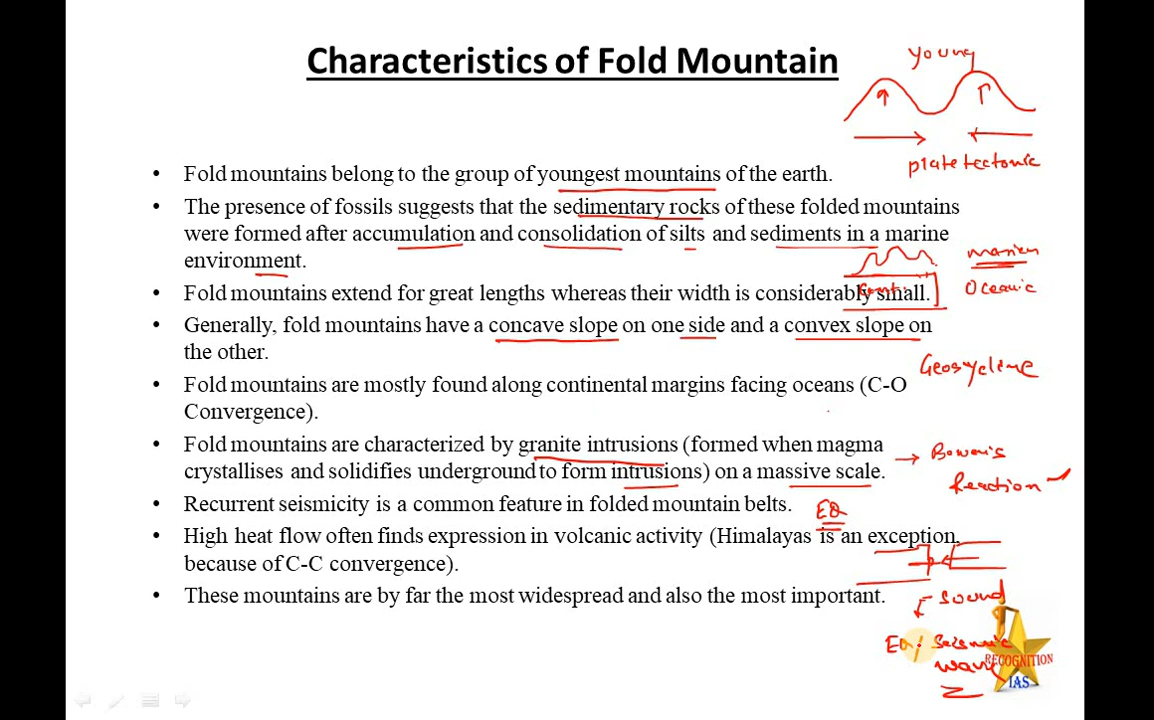 Characteristics of Fold Mountain
young
plate tectonic
• Fold mountains belong to the group of youngest mountains of the earth.
• The presence of fossils suggests that the sedimentary rocks of these folded mountains
were formed after accumulation and consolidation of silts and sediments in a marine
environment.
Oceanic
• Fold mountains extend for great lengths whereas their width is considerably small.
• Generally, fold mountains have a concave slope on one side and a convex slope on
the other.
Geosycline
• Fold mountains are mostly found along continental margins facing oceans (C-O
Convergence).
• Fold mountains are characterized by granite intrusions (formed when magma
crystallises and solidifies underground to form intrusions) on a massive scale.
Reaction
• Recurrent seismicity is a common feature in folded mountain belts.
EQ
• High heat flow often finds expression in volcanic activity (Himalayas is an exception,
because of C-C convergence).
• These mountains are by far the most widespread and also the most important.
Sound
EQ; Seismic
wave
RECOGNITION
IAS